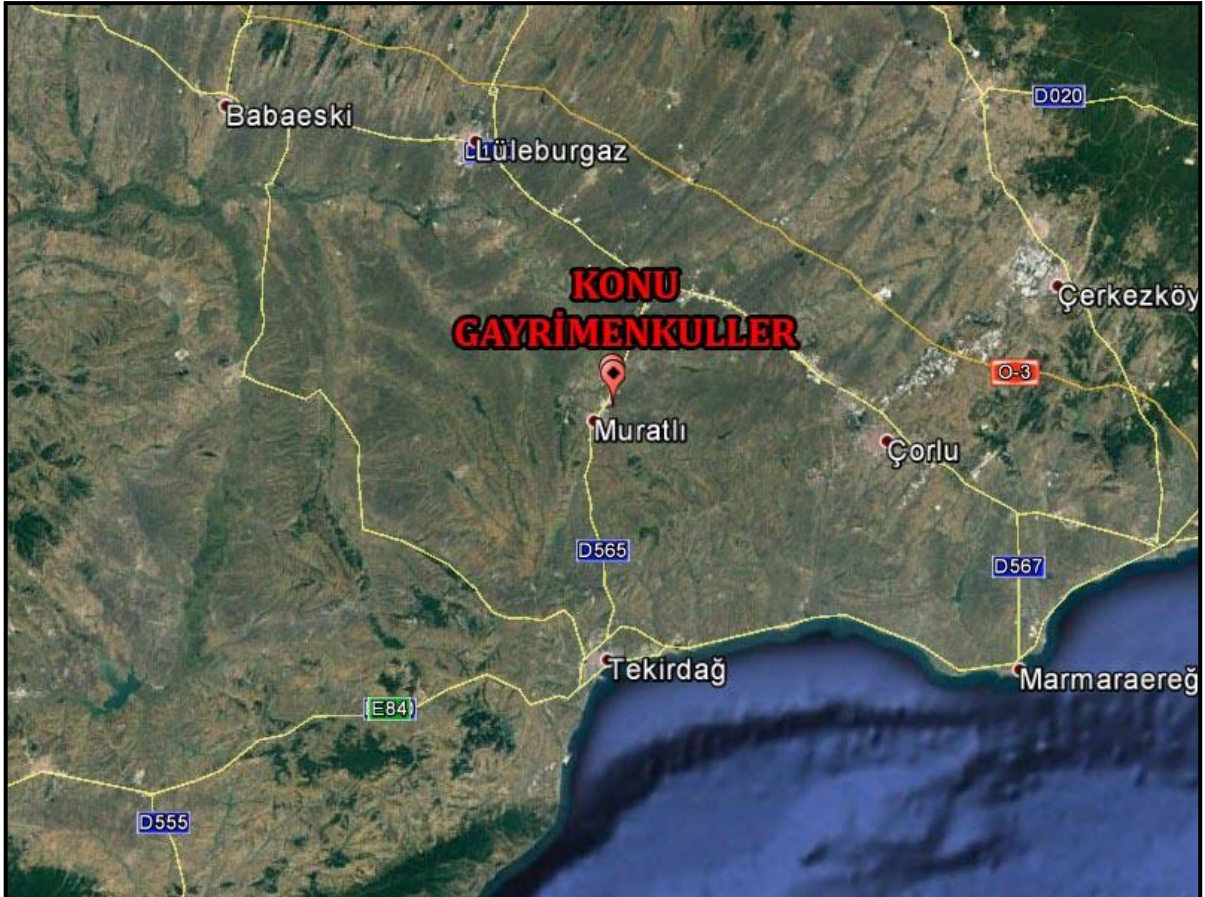 D020
Babaeski
Lüleburgaz
KONU
GAYRİMENKULLER
Çerkezköy
O-3
Muratlı
Çorlu
D565
D567
Tekirdağ
Marmaraereğ
E84
D555